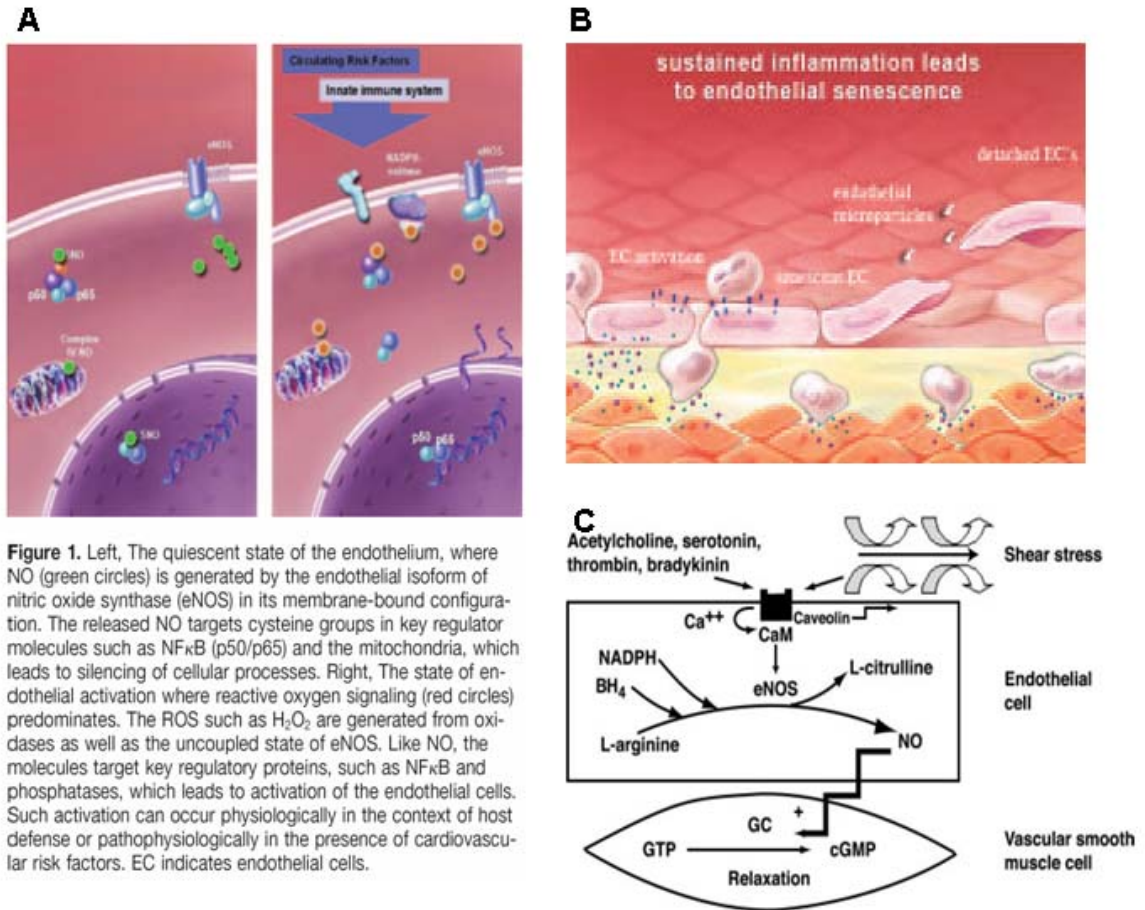 A
eNOS
SNO
p50
p65
Complex
IV NO
SNO
Circulating Risk Factors
Innate immune system
NADPH
oxidase
eNOS
p50 p65
B
sustained inflammation leads
to endothelial senescence
detached EC's
endothelial
microparticles
EC activation
senescent EC
Figure 1. Left, The quiescent state of the endothelium, where
NO (green circles) is generated by the endothelial isoform of
nitric oxide synthase (eNOS) in its membrane-bound configura-
tion. The released NO targets cysteine groups in key regulator
molecules such as NFκB (p50/p65) and the mitochondria, which
leads to silencing of cellular processes. Right, The state of en-
dothelial activation where reactive oxygen signaling (red circles)
predominates. The ROS such as H₂O₂ are generated from oxi-
dases as well as the uncoupled state of eNOS. Like NO, the
molecules target key regulatory proteins, such as NFκB and
phosphatases, which leads to activation of the endothelial cells.
Such activation can occur physiologically in the context of host
defense or pathophysiologically in the presence of cardiovascu-
lar risk factors. EC indicates endothelial cells.
C
Acetylcholine, serotonin,
thrombin, bradykinin
Shear stress
Ca⁺⁺
Caveolin
CaM
NADPH
BH₄
eNOS
L-citrulline
L-arginine
NO
Endothelial
cell
GC
+
GTP
cGMP
Relaxation
Vascular smooth
muscle cell